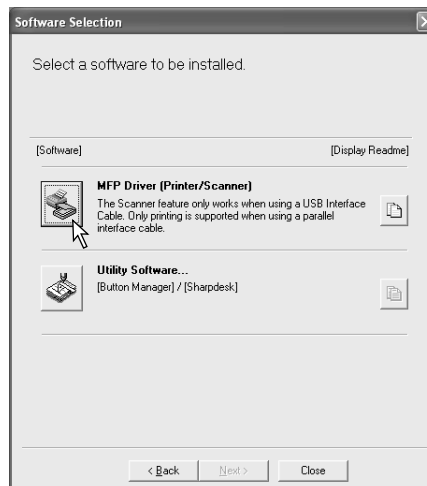 Software Selection
Select a software to be installed.
[Software] [Display Readme]
MFP Driver (Printer/Scanner)
The Scanner feature only works when using a USB Interface
Cable. Only printing is supported when using a parallel
interface cable.
Utility Software...
[Button Manager] / [Sharpdesk]
< Back Next > Close